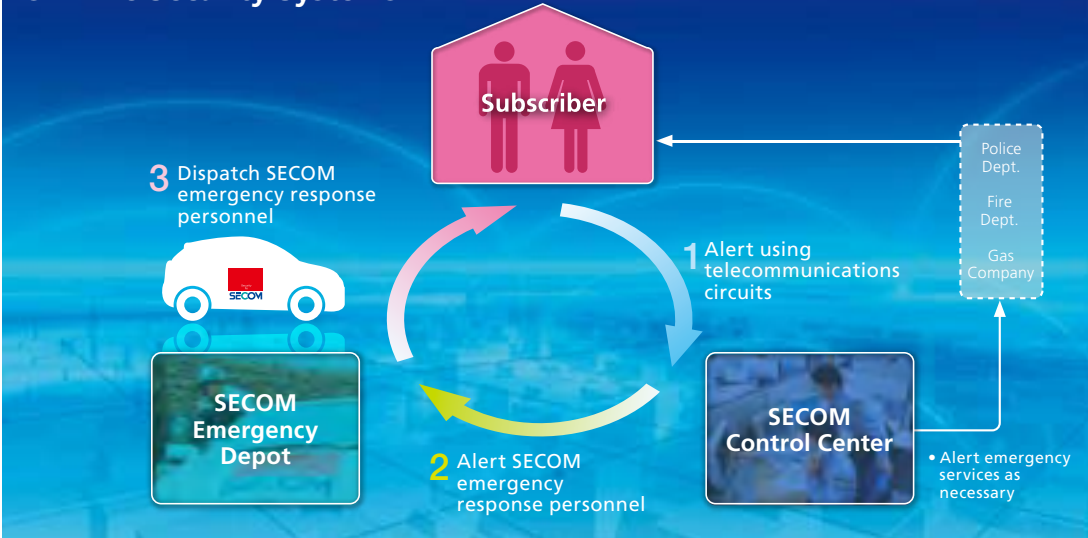 Subscriber
3 Dispatch SECOM
emergency response
personnel
Police
Dept.
Fire
Dept.
Gas
Company
1 Alert using
telecommunications
circuits
SECOM
SECOM
Emergency
Depot
SECOM
Control Center
2 Alert SECOM
emergency
response personnel
• Alert emergency
services as
necessary